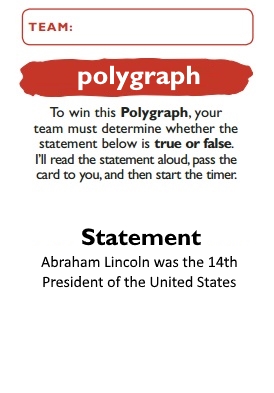 TEAM:
polygraph
To win this Polygraph, your
team must determine whether the
statement below is true or false.
I'll read the statement aloud, pass the
card to you, and then start the timer.
Statement
Abraham Lincoln was the 14th
President of the United States